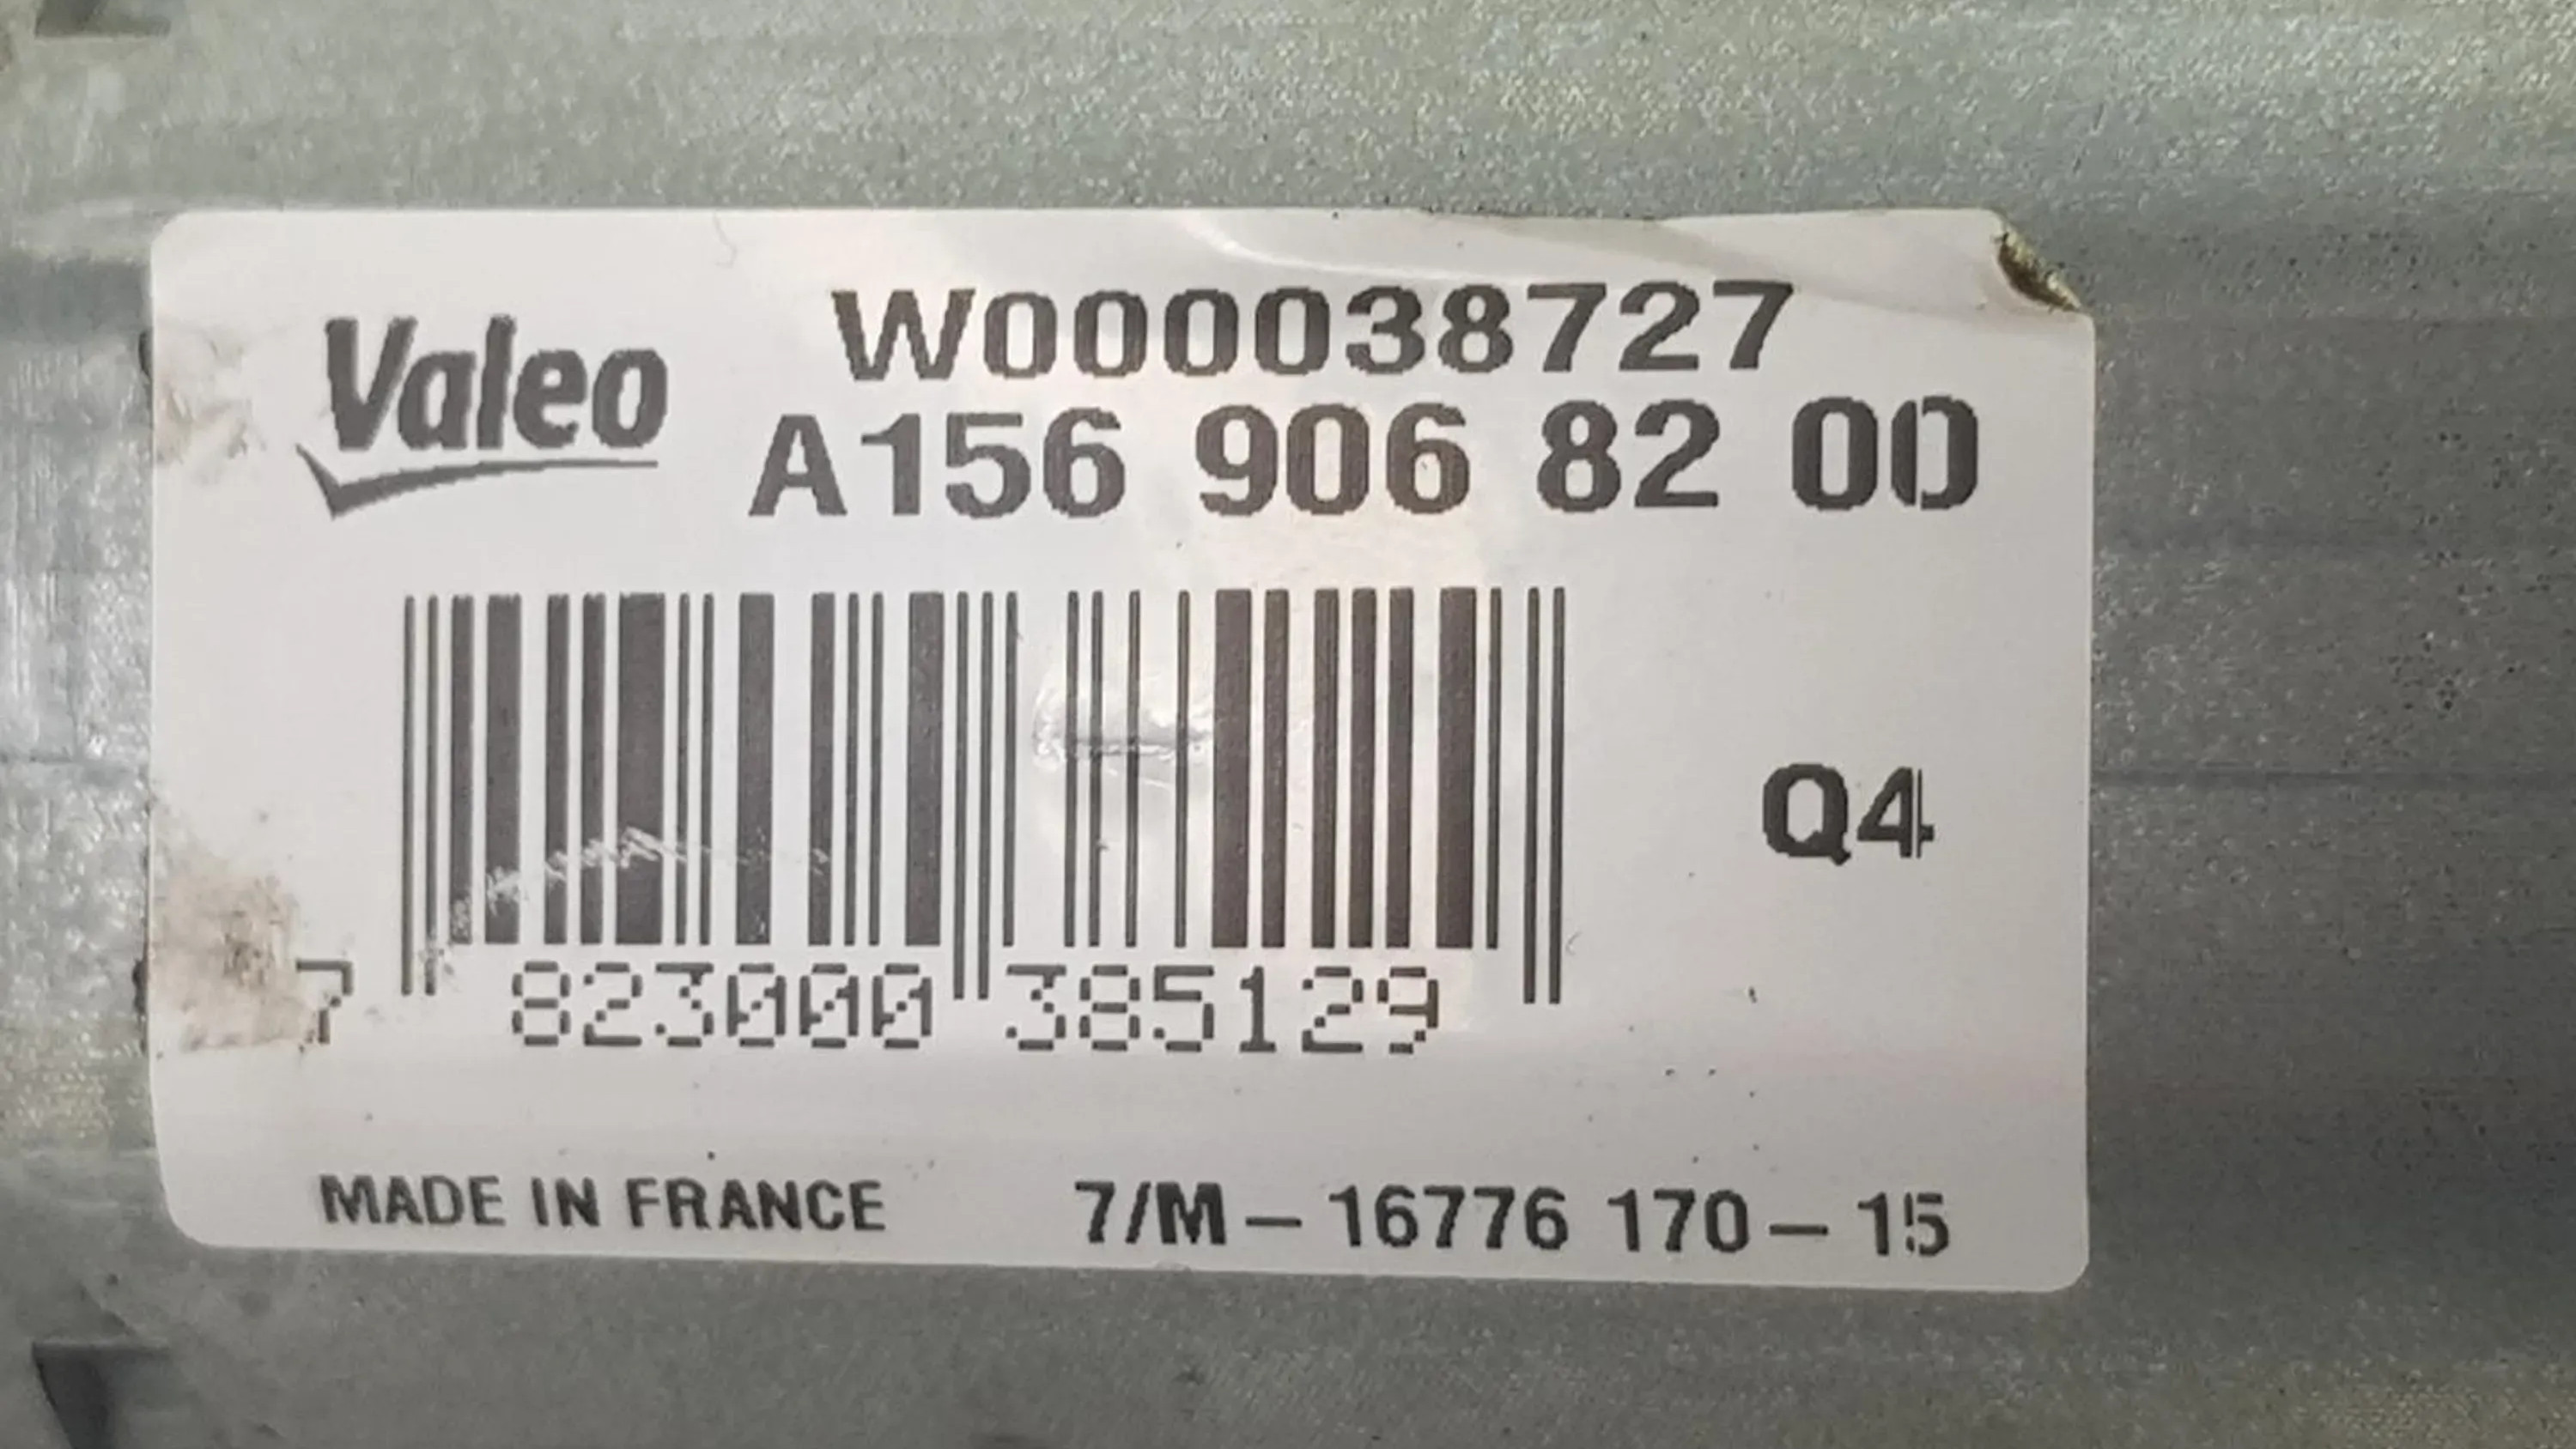 Valeo
W000038727
A156 906 82 00
Q4
7 823000 385129
MADE IN FRANCE 7/M – 16776 170 – 15